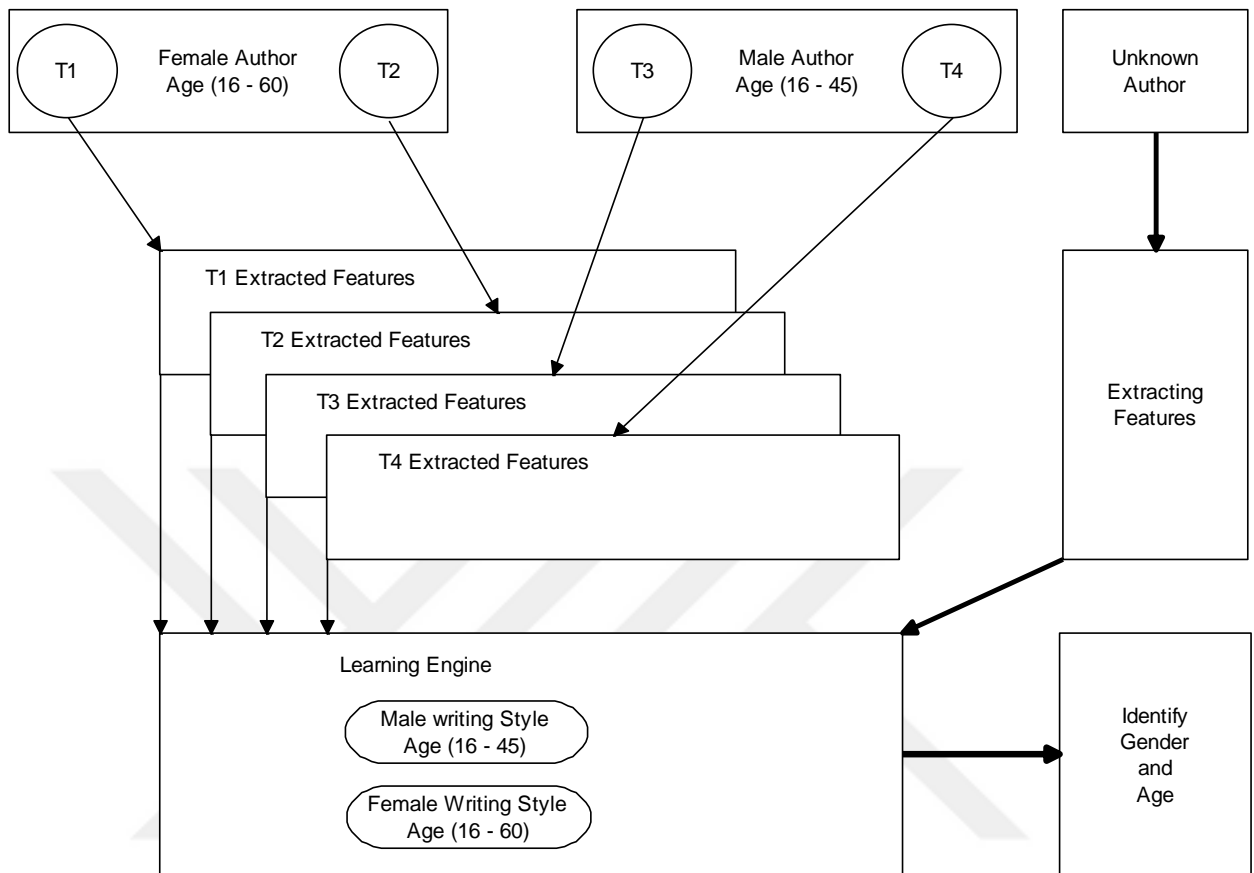 T1
Female Author
Age (16 - 60)
T2
T3
Male Author
Age (16 - 45)
T4
Unknown
Author
T1 Extracted Features
T2 Extracted Features
T3 Extracted Features
T4 Extracted Features
Extracting
Features
Learning Engine
Male writing Style
Age (16 - 45)
Female Writing Style
Age (16 - 60)
Identify
Gender
and
Age